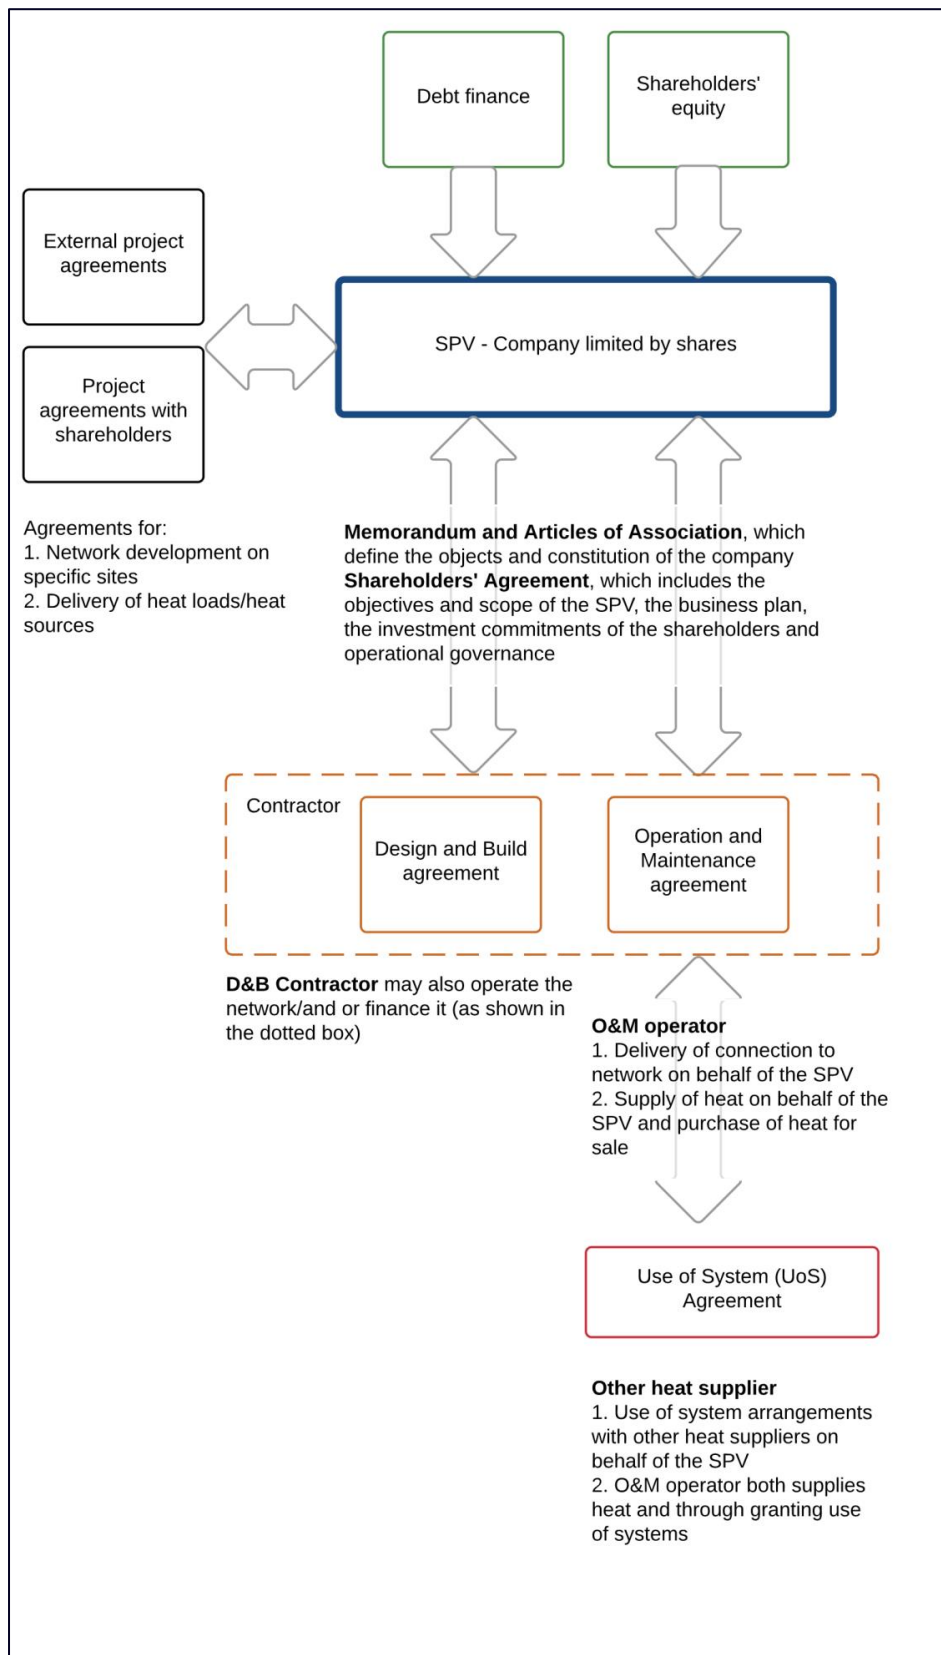 Debt finance
Shareholders'
equity
External project
agreements
SPV - Company limited by shares
Project
agreements with
shareholders
Agreements for:
1. Network development on
specific sites
2. Delivery of heat loads/heat
sources
Memorandum and Articles of Association, which
define the objects and constitution of the company
Shareholders' Agreement, which includes the
objectives and scope of the SPV, the business plan,
the investment commitments of the shareholders and
operational governance
Contractor
Design and Build
agreement
Operation and
Maintenance
agreement
D&B Contractor may also operate the
network/and or finance it (as shown in
the dotted box)
O&M operator
1. Delivery of connection to
network on behalf of the SPV
2. Supply of heat on behalf of the
SPV and purchase of heat for
sale
Use of System (UoS)
Agreement
Other heat supplier
1. Use of system arrangements
with other heat suppliers on
behalf of the SPV
2. O&M operator both supplies
heat and through granting use
of systems